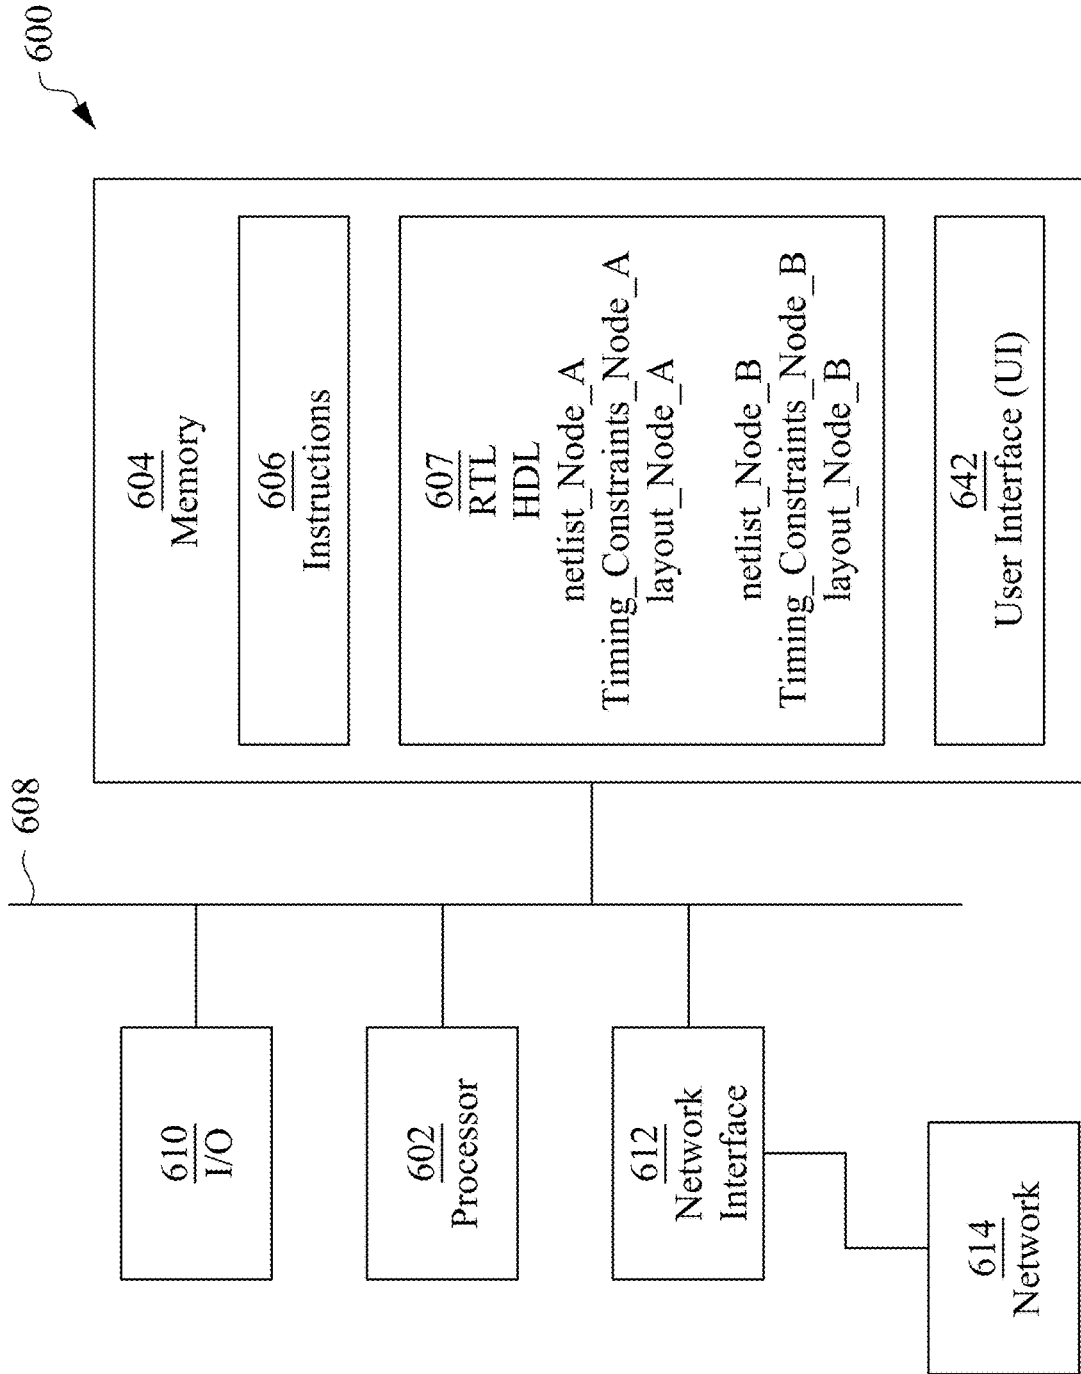 600
604
Memory
606
Instructions
607
RTL
HDL
netlist_Node_A
Timing_Constraints_Node_A
layout_Node_A
netlist_Node_B
Timing_Constraints_Node_B
layout_Node_B
642
User Interface (UI)
608
610
I/O
602
Processor
612
Network
Interface
614
Network